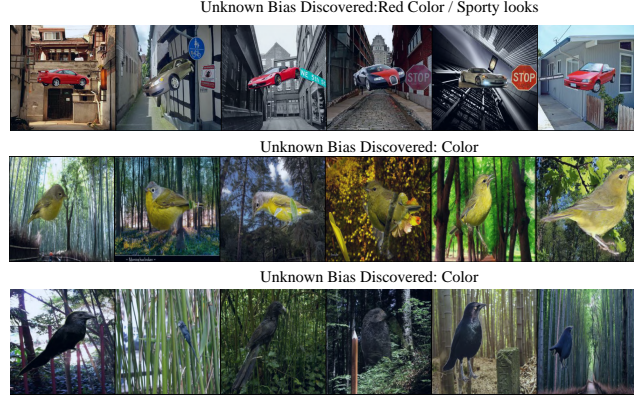 Unknown Bias Discovered:Red Color / Sporty looks
STOP
STOP
Unknown Bias Discovered: Color
Unknown Bias Discovered: Color